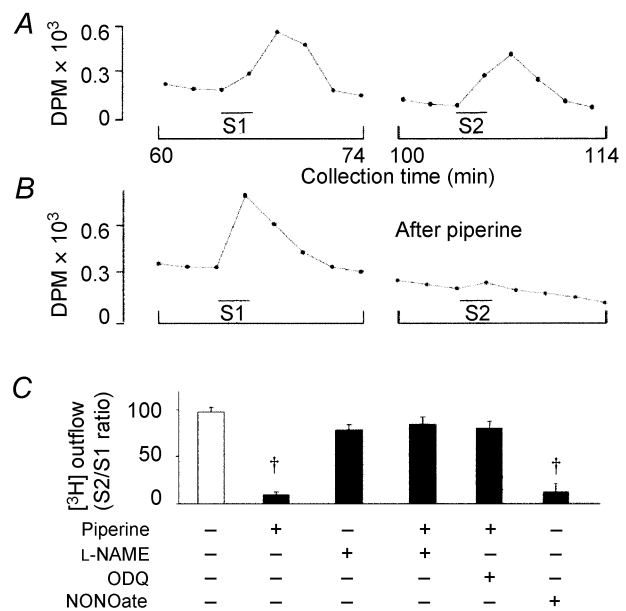 A
DPM × 10³
0.6
0.3
0
S1
S2
60
74
100
114
Collection time (min)
B
DPM × 10³
0.6
0.3
0
After piperine
S1
S2
C
[³H] outflow
(S2/S1 ratio)
100
50
0
†
†
Piperine – + – + + –
L-NAME – – + + – –
ODQ – – – – + –
NONOate – – – – – +